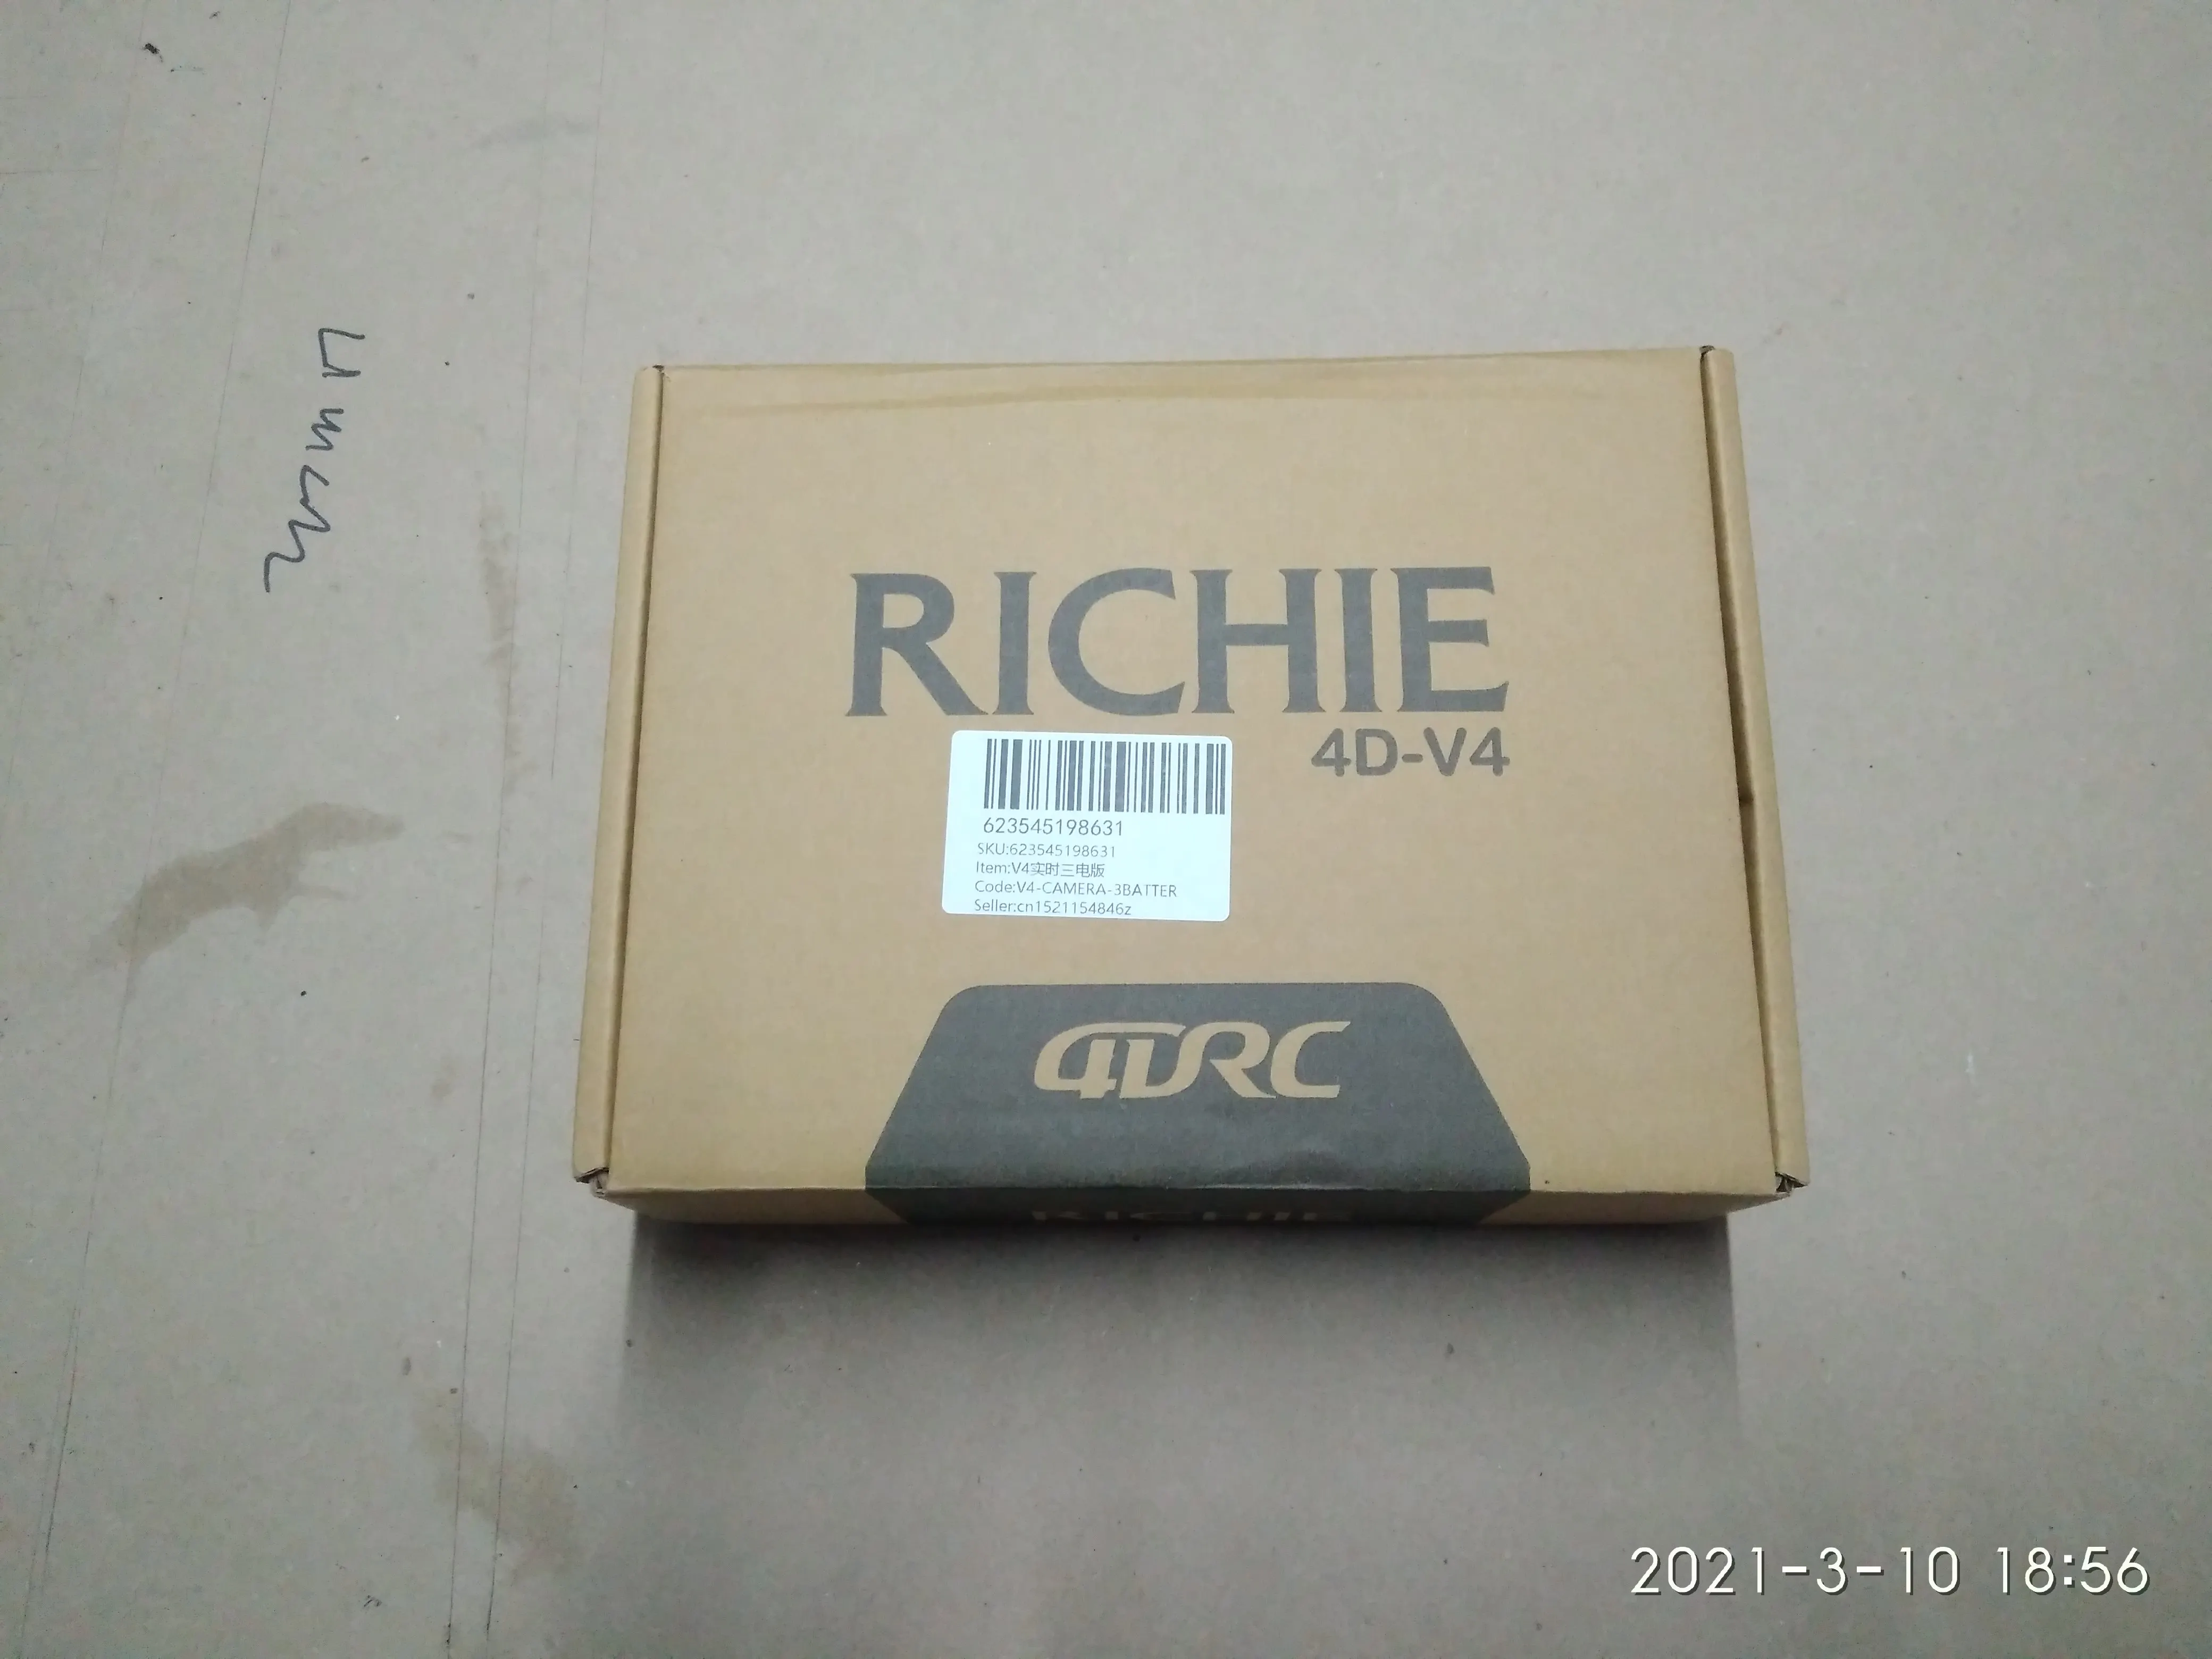 RICHIE
4D-V4
623545198631
SKU:623545198631
Item:V4实时三电版
Code:V4-CAMERA-3BATTER
Seller:cn1521154846z
4DRC
RICHIE
2021-3-10 18:56